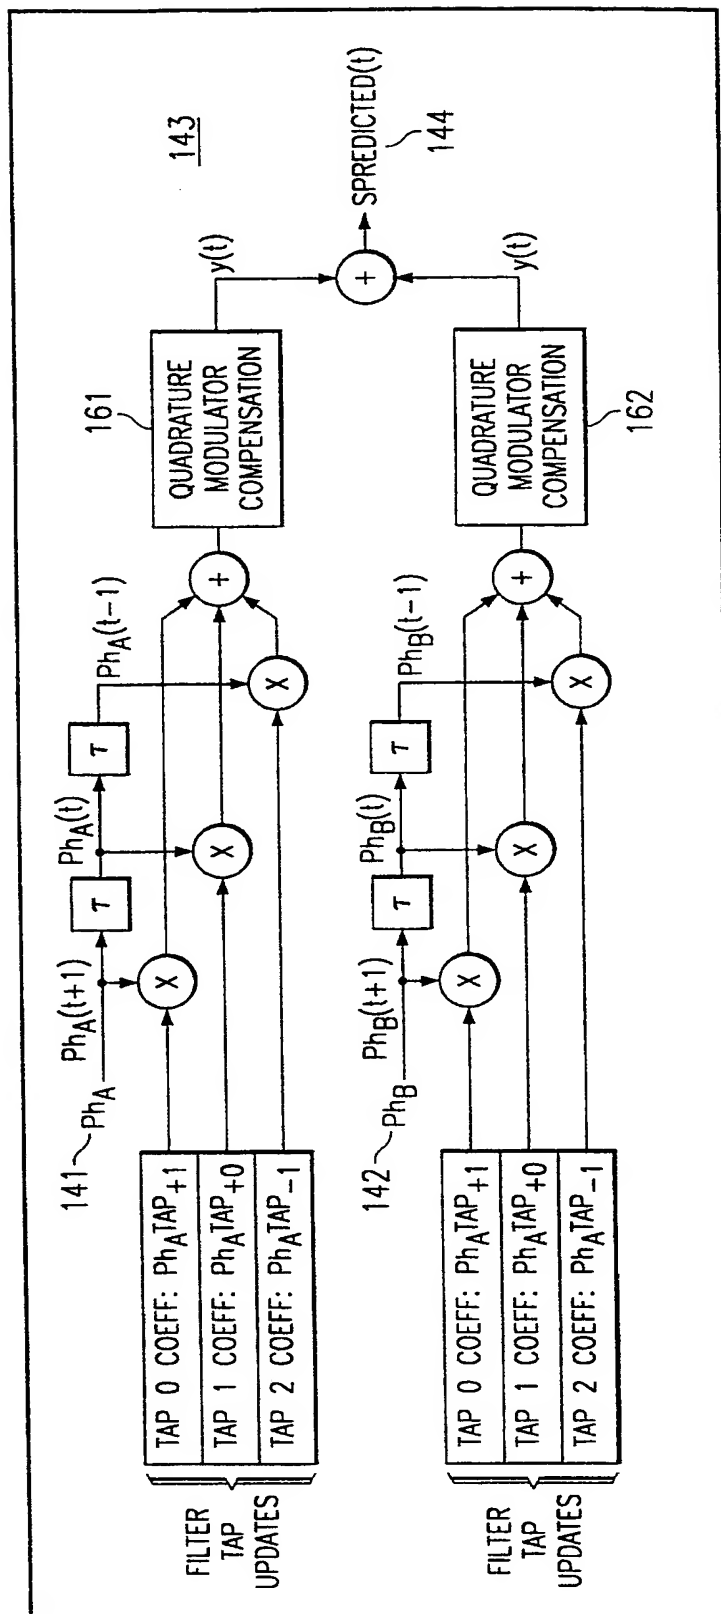 143
FILTER
TAP
UPDATES
TAP 0 COEFF: PhATAP+1
TAP 1 COEFF: PhATAP+0
TAP 2 COEFF: PhATAP-1
141
PhA
PhA(t+1)
τ
PhA(t)
τ
PhA(t-1)
X
X
X
+
161
QUADRATURE
MODULATOR
COMPENSATION
y(t)
+
SPREDICTED(t)
144
FILTER
TAP
UPDATES
TAP 0 COEFF: PhATAP+1
TAP 1 COEFF: PhATAP+0
TAP 2 COEFF: PhATAP-1
142
PhB
PhB(t+1)
τ
PhB(t)
τ
PhB(t-1)
X
X
X
+
QUADRATURE
MODULATOR
COMPENSATION
162
y(t)